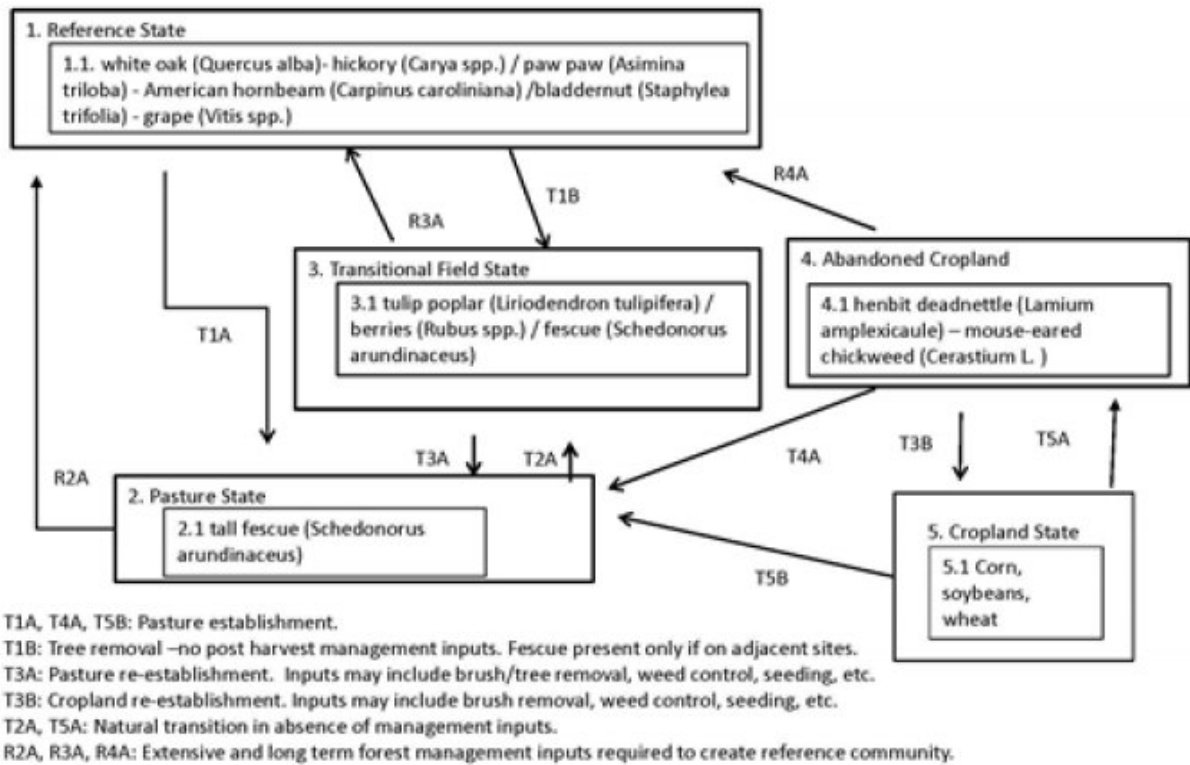 1. Reference State
1.1. white oak (Quercus alba)- hickory (Carya spp.) / paw paw (Asimina
triloba) - American hornbeam (Carpinus caroliniana) /bladdernut (Staphylea
trifolia) - grape (Vitis spp.)
R4A
T1B
R3A
3. Transitional Field State
3.1 tulip poplar (Liriodendron tulipifera) /
berries (Rubus spp.) / fescue (Schedonorus
arundinaceus)
4. Abandoned Cropland
4.1 henbit deadnettle (Lamium
amplexicaule) – mouse-eared
chickweed (Cerastium L. )
T1A
T3A
T2A
T4A
T3B
T5A
R2A
2. Pasture State
2.1 tall fescue (Schedonorus
arundinaceus)
T5B
5. Cropland State
5.1 Corn,
soybeans,
wheat
T1A, T4A, T5B: Pasture establishment.
T1B: Tree removal –no post harvest management inputs. Fescue present only if on adjacent sites.
T3A: Pasture re-establishment. Inputs may include brush/tree removal, weed control, seeding, etc.
T3B: Cropland re-establishment. Inputs may include brush removal, weed control, seeding, etc.
T2A, T5A: Natural transition in absence of management inputs.
R2A, R3A, R4A: Extensive and long term forest management inputs required to create reference community.